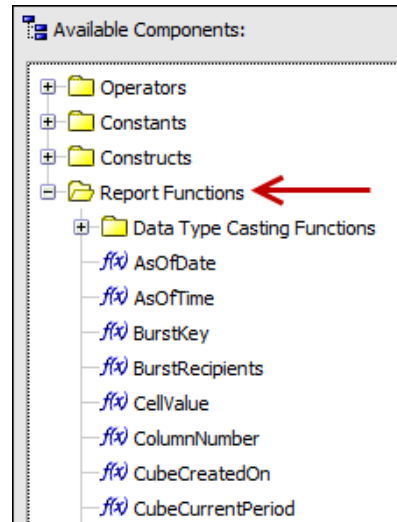 Available Components:
Operators
Constants
Constructs
Report Functions
Data Type Casting Functions
f(x) AsOfDate
f(x) AsOfTime
f(x) BurstKey
f(x) BurstRecipients
f(x) CellValue
f(x) ColumnNumber
f(x) CubeCreatedOn
f(x) CubeCurrentPeriod